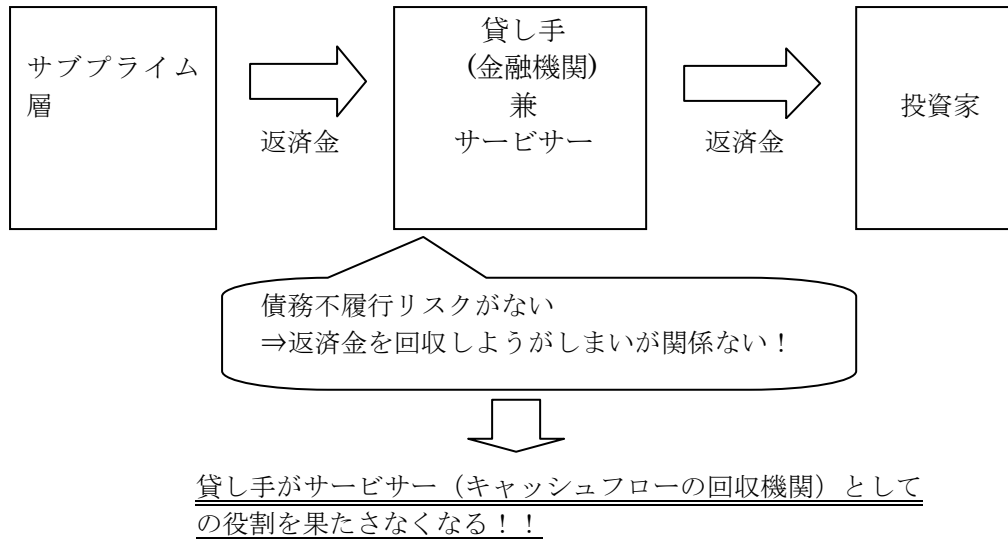 サブプライム
層
返済金
貸し手
(金融機関)
兼
サービサー
返済金
投資家
債務不履行リスクがない
⇒返済金を回収しようがしまいが関係ない！
貸し手がサービサー（キャッシュフローの回収機関）として
の役割を果たさなくなる！！